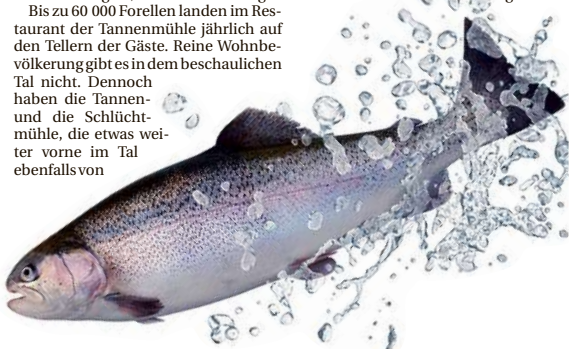 Bis zu 60 000 Forellen landen im Res-
taurant der Tannenmühle jährlich auf
den Tellern der Gäste. Reine Wohnbe-
völkerung gibt es in dem beschaulichen
Tal nicht. Dennoch
haben die Tannen-
und die Schlücht-
mühle, die etwas wei-
ter vorne im Tal
ebenfalls von